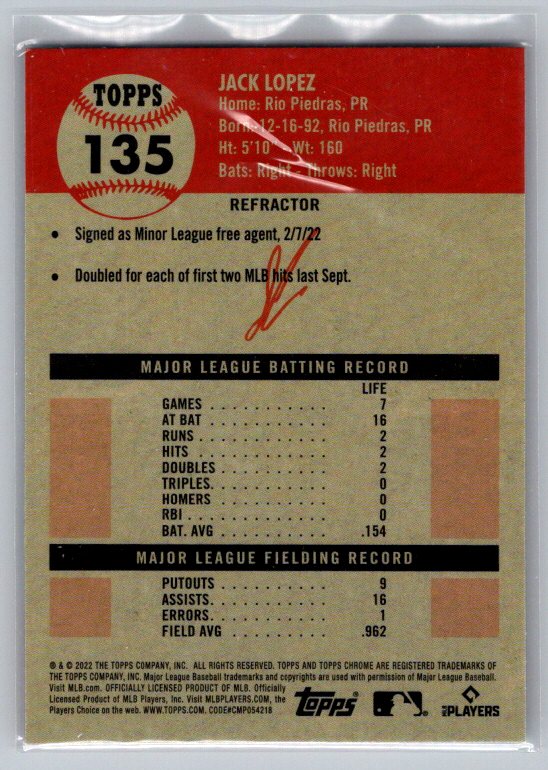 TOPPS
135
JACK LOPEZ
Home: Rio Piedras, PR
Born: 12-16-92, Rio Piedras, PR
Ht: 5'10" - Wt: 160
Bats: Right - Throws: Right
REFRACTOR
• Signed as Minor League free agent, 2/7/22
• Doubled for each of first two MLB hits last Sept.
MAJOR LEAGUE BATTING RECORD
LIFE
GAMES . . . . . . . . . . . 7
AT BAT . . . . . . . . . . . 16
RUNS . . . . . . . . . . . 2
HITS . . . . . . . . . . . 2
DOUBLES . . . . . . . . . . 2
TRIPLES. . . . . . . . . . . 0
HOMERS . . . . . . . . . . 0
RBI . . . . . . . . . . . 0
BAT. AVG . . . . . . . . . . .154
MAJOR LEAGUE FIELDING RECORD
PUTOUTS . . . . . . . . . . 9
ASSISTS. . . . . . . . . . . 16
ERRORS. . . . . . . . . . . 1
FIELD AVG . . . . . . . . . .962
® & © 2022 THE TOPPS COMPANY, INC. ALL RIGHTS RESERVED. TOPPS AND TOPPS CHROME ARE REGISTERED TRADEMARKS OF
THE TOPPS COMPANY, INC. Major League Baseball trademarks and copyrights are used with permission of Major League Baseball.
Visit MLB.com. OFFICIALLY LICENSED PRODUCT OF MLB. Officially
Licensed Product of MLB Players, Inc. Visit MLBPLAYERS.COM, the
Players Choice on the web. WWW.TOPPS.COM. CODE#CMP054218
Topps
MLB PLAYERS